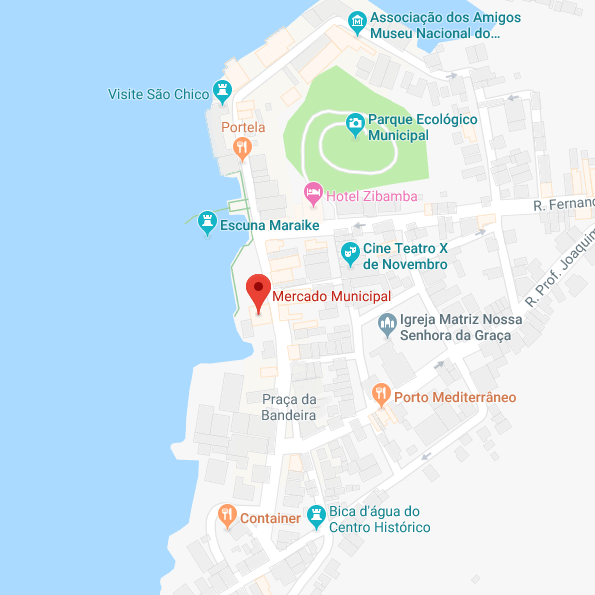 Associação dos Amigos
Museu Nacional do...
Visite São Chico
Parque Ecológico
Municipal
Portela
Hotel Zibamba
R. Fernando
Escuna Maraike
Cine Teatro X
de Novembro
R. Prof. Joaquim
Mercado Municipal
Igreja Matriz Nossa
Senhora da Graça
Praça da
Bandeira
Porto Mediterrâneo
Container
Bica d'água do
Centro Histórico